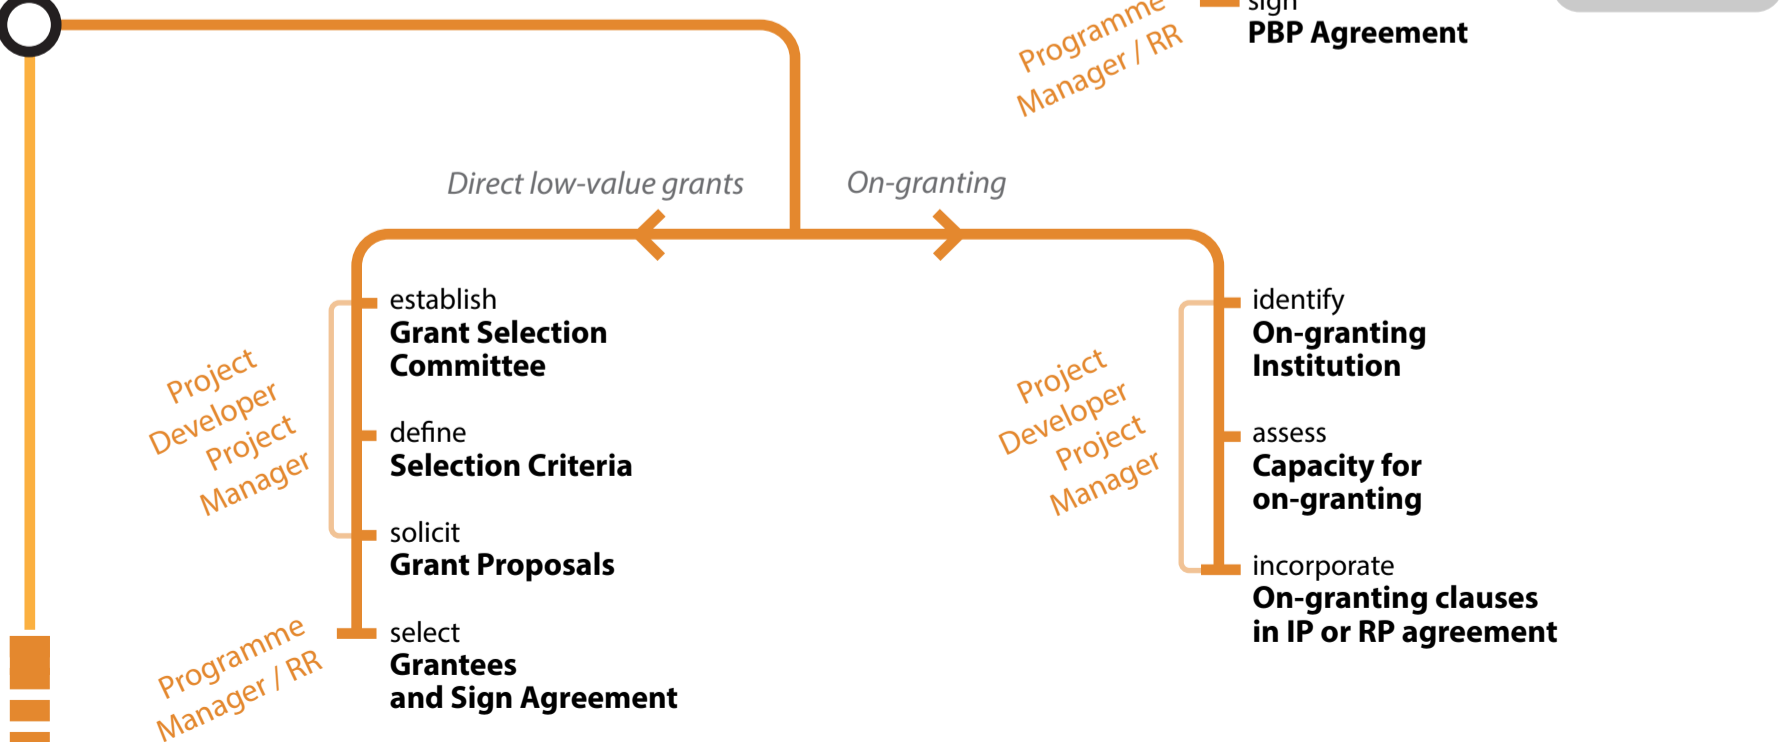 sign
PBP Agreement
Programme
Manager / RR
Direct low-value grants
On-granting
establish
Grant Selection
Committee
define
Selection Criteria
solicit
Grant Proposals
Project
Developer
Project
Manager
select
Grantees
and Sign Agreement
Programme
Manager / RR
identify
On-granting
Institution
assess
Capacity for
on-granting
incorporate
On-granting clauses
in IP or RP agreement
Project
Developer
Project
Manager